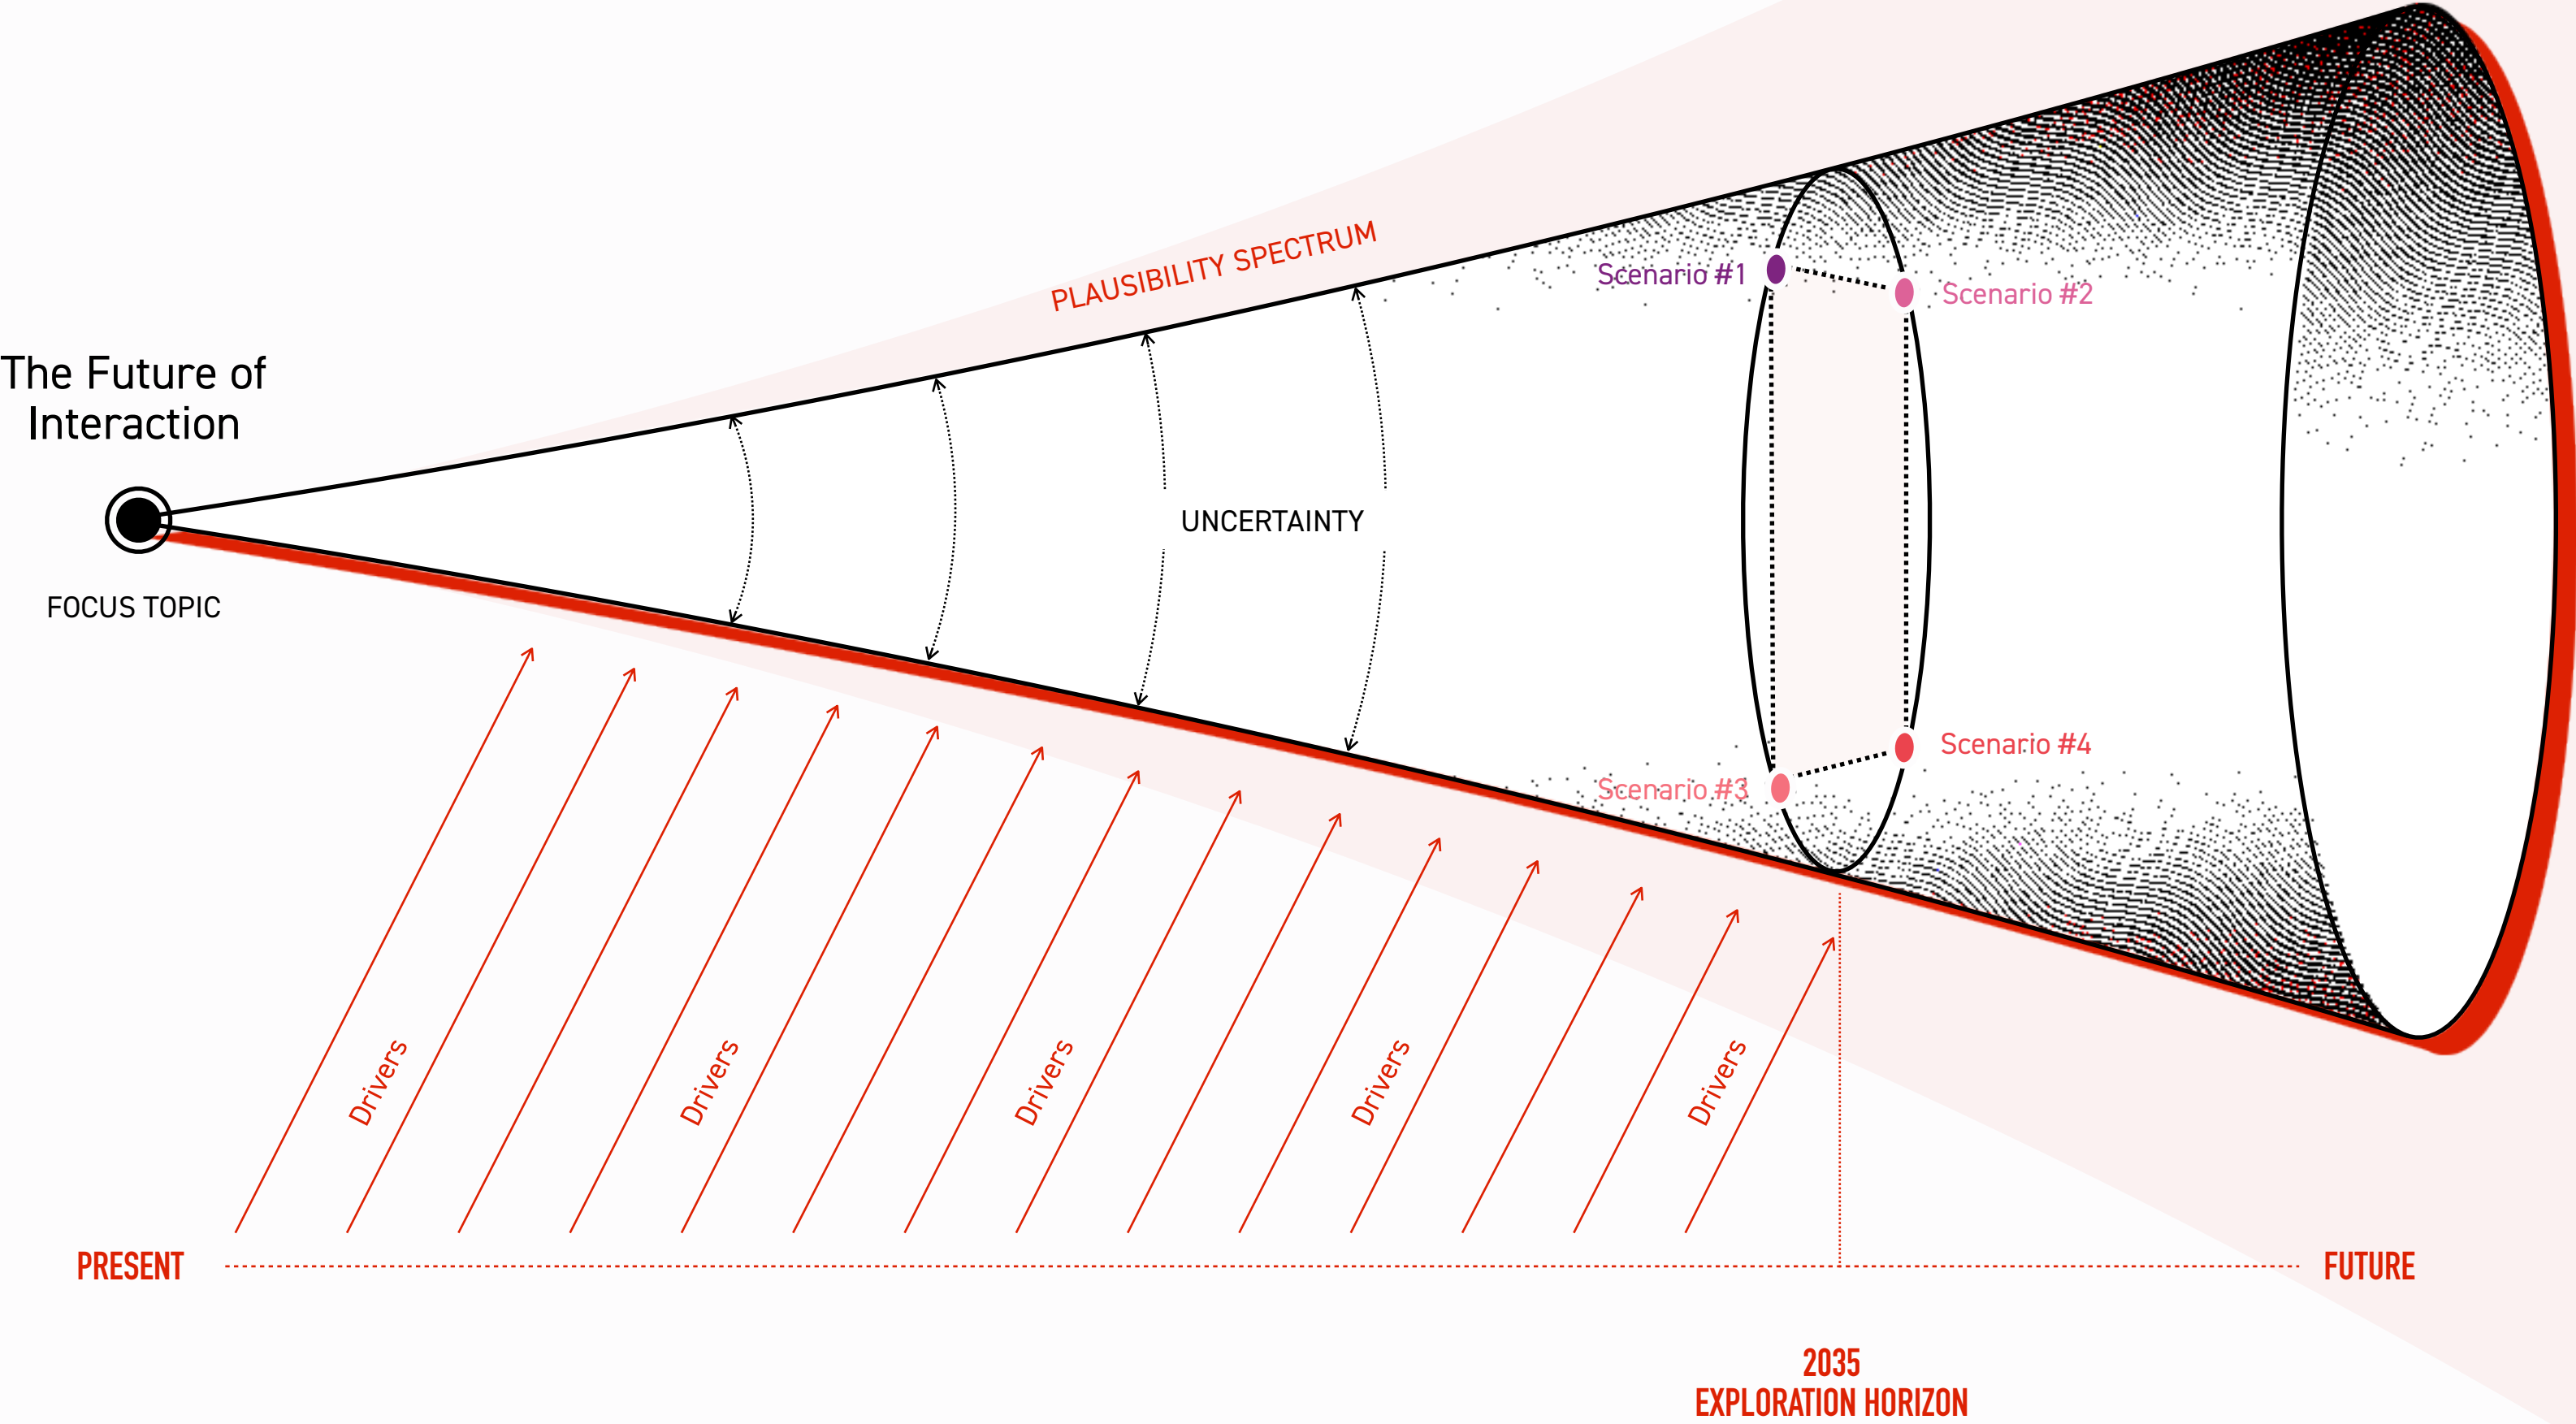 PLAUSIBILITY SPECTRUM
Scenario #1
Scenario #2
The Future of
Interaction
UNCERTAINTY
FOCUS TOPIC
Scenario #4
Scenario #3
Drivers
Drivers
Drivers
Drivers
Drivers
PRESENT
FUTURE
2035
EXPLORATION HORIZON